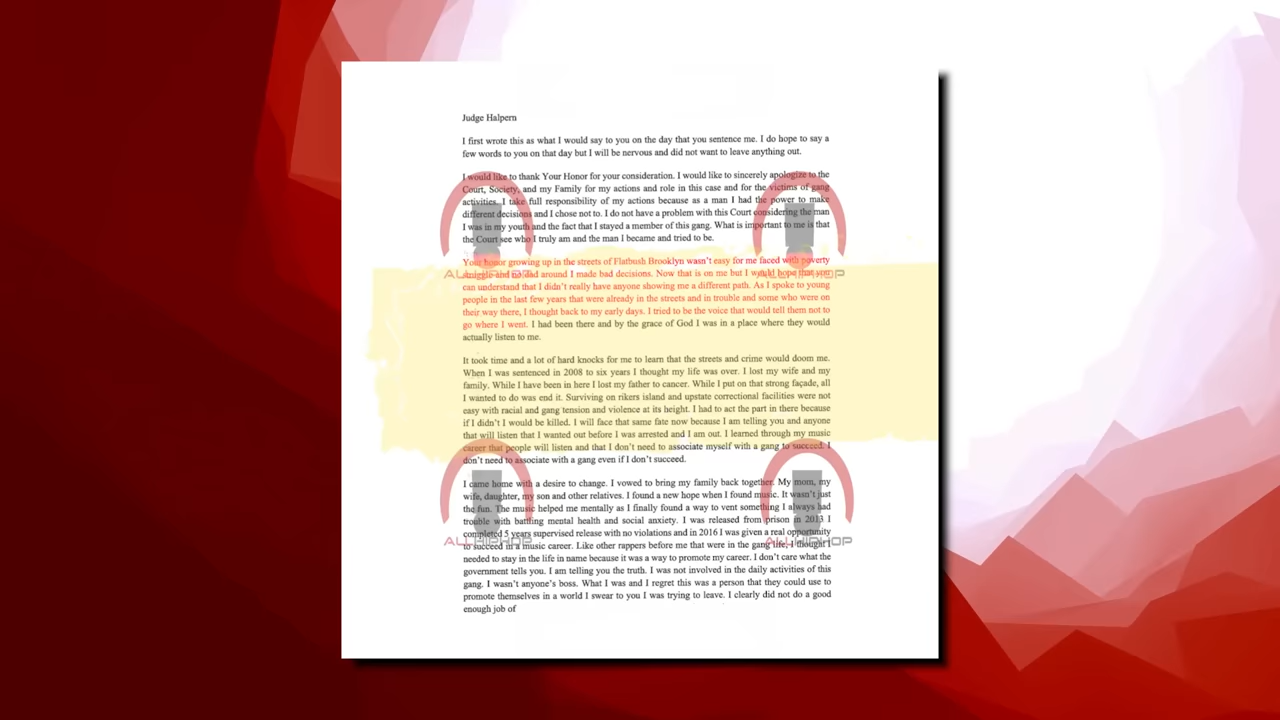 Judge Halpern
I first wrote this as what I would say to you on the day that you sentence me. I do hope to say a
few words to you on that day but I will be nervous and did not want to leave anything out.
I would like to thank Your Honor for your consideration. I would like to sincerely apologize to the
Court, Society, and my Family for my actions and role in this case and for the victims of gang
activities. I take full responsibility of my actions because as a man I had the power to make
different decisions and I chose not to. I do not have a problem with this Court considering the man
I was in my youth and the fact that I stayed a member of this gang. What is important to me is that
the Court see who I truly am and the man I became and tried to be.
Your honor growing up in the streets of Flatbush Brooklyn wasn't easy for me faced with poverty
and no dad around I made bad decisions. Now that is on me but I would hope that you
can understand that I didn't really have anyone showing me a different path. As I spoke to young
people in the last few years that were already in the streets and in trouble and some who were on
their way there, I thought back to my early days. I tried to be the voice that would tell them not to
go where I went. I had been there and by the grace of God I was in a place where they would
actually listen to me.
It took time and a lot of hard knocks for me to learn that the streets and crime would doom me.
When I was sentenced in 2008 to six years I thought my life was over. I lost my wife and my
family. While I have been in here I lost my father to cancer. While I put on that strong façade, all
I wanted to do was end it. Surviving on rikers island and upstate correctional facilities were not
easy with racial and gang tension and violence at its height. I had to act the part in there because
if I didn't I would be killed. I will face that same fate now because I am telling you and anyone
that will listen that I wanted out before I was arrested and I am out. I learned through my music
career that people will listen and that I don't need to associate myself with a gang to succeed. I
don't need to associate with a gang even if I don't succeed.
I came home with a desire to change. I vowed to bring my family back together. My mom, my
wife, daughter, my son and other relatives. I found a new hope when I found music. It wasn't just
the fun. The music helped me mentally as I finally found a way to vent something I always had
trouble with battling mental health and social anxiety. I was released from prison in 2013 I
completed 5 years supervised release with no violations and in 2016 I was given a real opportunity
to succeed in a music career. Like other rappers before me that were in the gang life, I thought I
needed to stay in the life in name because it was a way to promote my career. I don't care what the
government tells you. I am telling you the truth. I was not involved in the daily activities of this
gang. I wasn't anyone's boss. What I was and I regret this was a person that they could use to
promote themselves in a world I swear to you I was trying to leave. I clearly did not do a good
enough job of
ALLHIPHOP
ALLHIPHOP
ALLHIPHOP
ALLHIPHOP